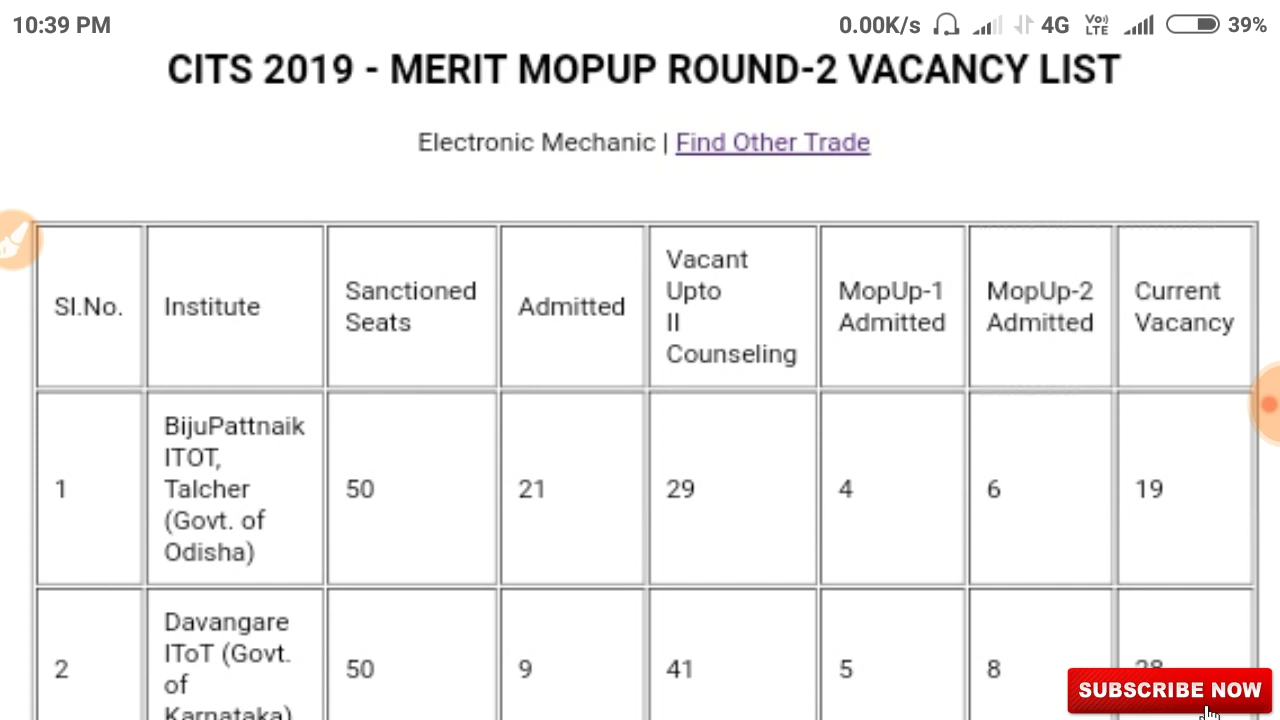 10:39 PM 0.00K/s 4G Vo) LTE 39%
CITS 2019 - MERIT MOPUP ROUND-2 VACANCY LIST
Electronic Mechanic | Find Other Trade
Sl.No. Institute Sanctioned Seats Admitted Vacant Upto II Counseling MopUp-1 Admitted MopUp-2 Admitted Current Vacancy
1 BijuPattnaik ITOT, Talcher (Govt. of Odisha) 50 21 29 4 6 19
2 Davangare IToT (Govt. of Karnataka) 50 9 41 5 8
SUBSCRIBE NOW